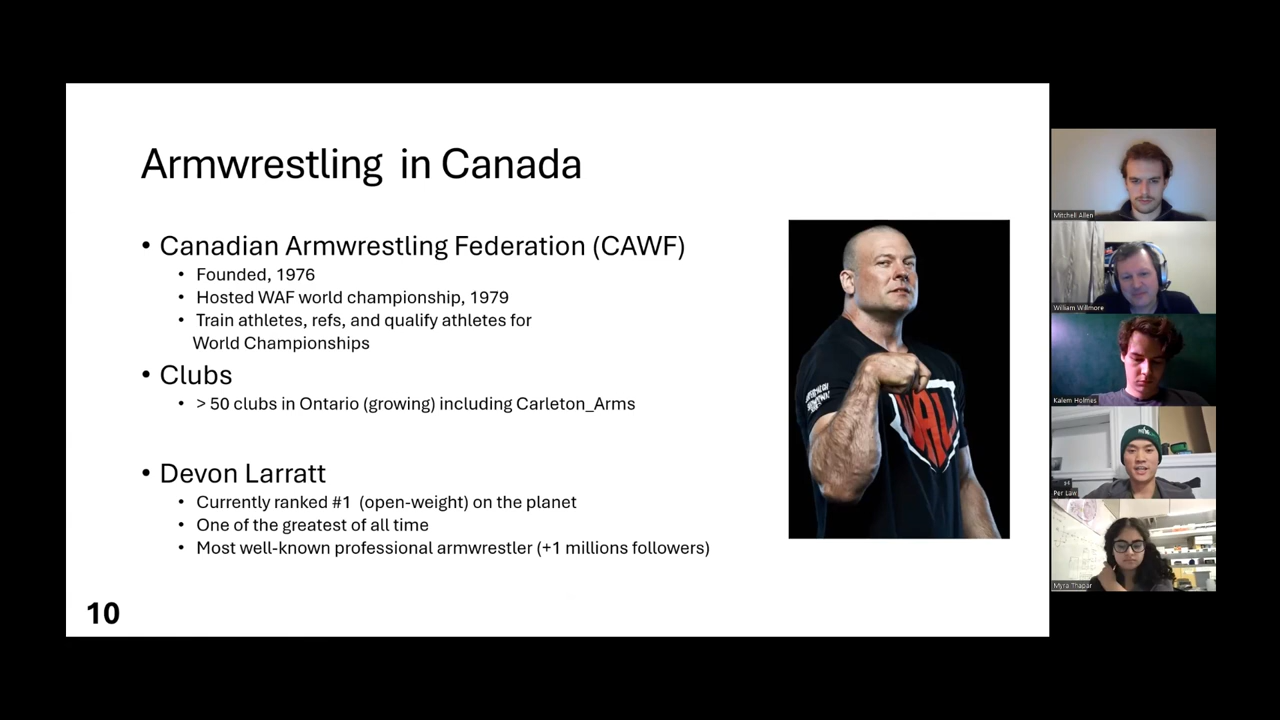 Armwrestling in Canada
• Canadian Armwrestling Federation (CAWF)
• Founded, 1976
• Hosted WAF world championship, 1979
• Train athletes, refs, and qualify athletes for
World Championships
• Clubs
• > 50 clubs in Ontario (growing) including Carleton_Arms
• Devon Larratt
• Currently ranked #1 (open-weight) on the planet
• One of the greatest of all time
• Most well-known professional armwrestler (+1 millions followers)
10
WAL
Mitchell Allen
William Willmore
Kalem Holmes
Per Law
Myra Thapar